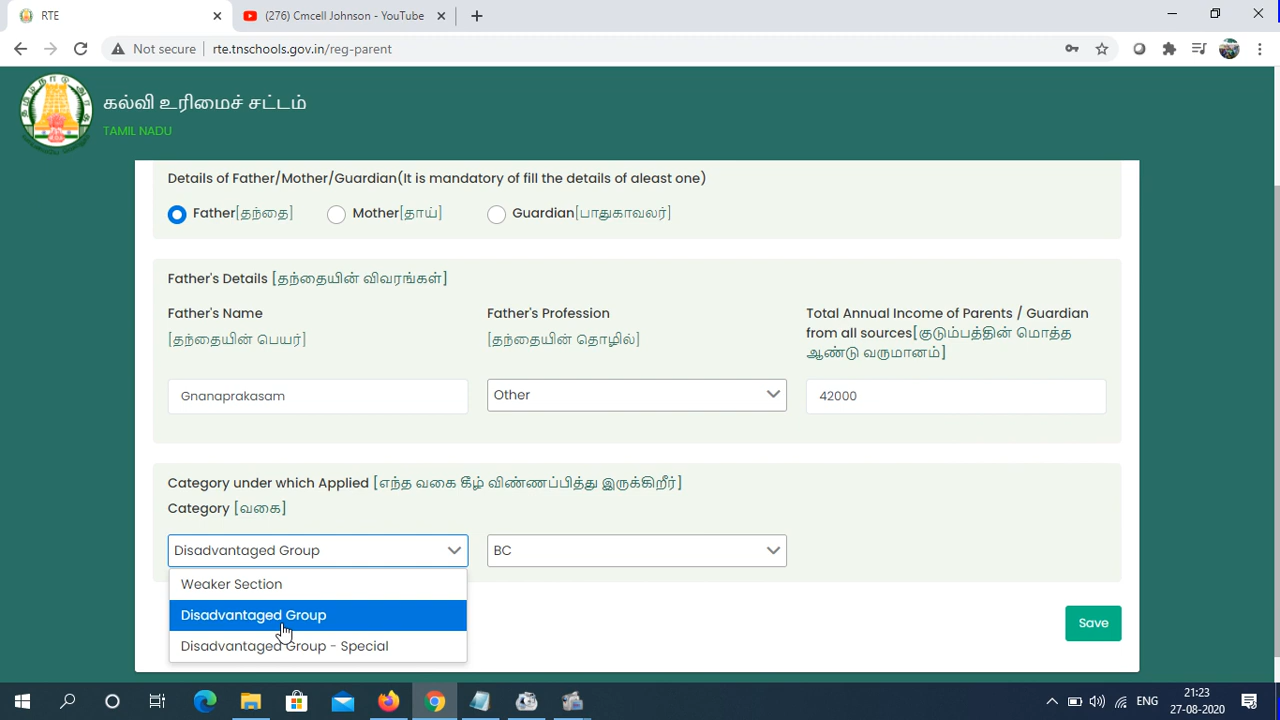 RTE
(276) Cmcell Johnson - YouTube
Not secure
rte.tnschools.gov.in/reg-parent
கல்வி உரிமைச் சட்டம்
TAMIL NADU
Details of Father/Mother/Guardian(It is mandatory of fill the details of aleast one)
Father[தந்தை]
Mother[தாய்]
Guardian[பாதுகாவலர்]
Father's Details [தந்தையின் விவரங்கள்]
Father's Name
[தந்தையின் பெயர்]
Gnanaprakasam
Father's Profession
[தந்தையின் தொழில்]
Other
Total Annual Income of Parents / Guardian
from all sources[குடும்பத்தின் மொத்த
ஆண்டு வருமானம்]
42000
Category under which Applied [எந்த வகை கீழ் விண்ணப்பித்து இருக்கிறீர்]
Category [வகை]
Disadvantaged Group
BC
Weaker Section
Disadvantaged Group
Disadvantaged Group - Special
Save
ENG
21:23
27-08-2020